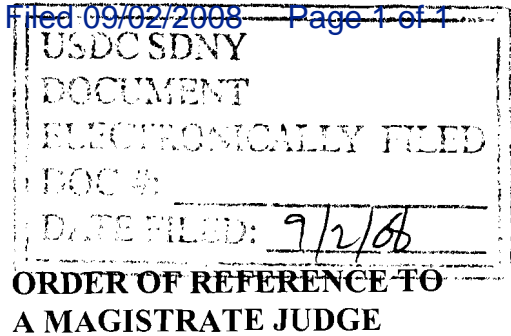 Filed 09/02/2008 Page 1 of 1
USDC SDNY
DOCUMENT
ELECTRONICALLY FILED
DOC #:
DATE FILED: 9/2/08
ORDER OF REFERENCE TO
A MAGISTRATE JUDGE